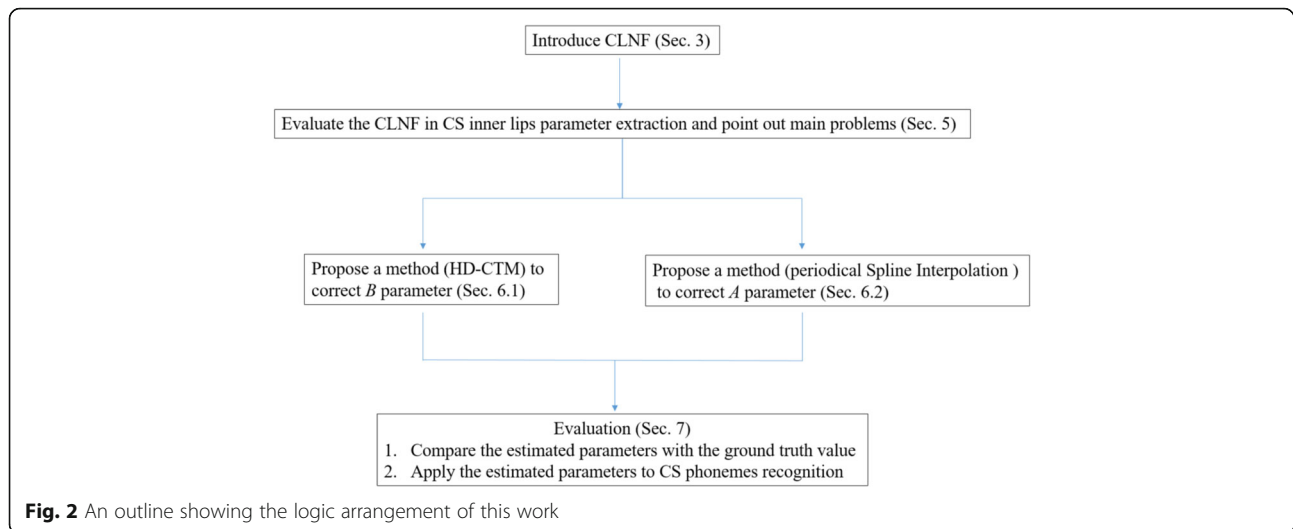 Introduce CLNF (Sec. 3)
Evaluate the CLNF in CS inner lips parameter extraction and point out main problems (Sec. 5)
Propose a method (HD-CTM) to
correct B parameter (Sec. 6.1)
Propose a method (periodical Spline Interpolation )
to correct A parameter (Sec. 6.2)
Evaluation (Sec. 7)
1. Compare the estimated parameters with the ground truth value
2. Apply the estimated parameters to CS phonemes recognition
Fig. 2 An outline showing the logic arrangement of this work